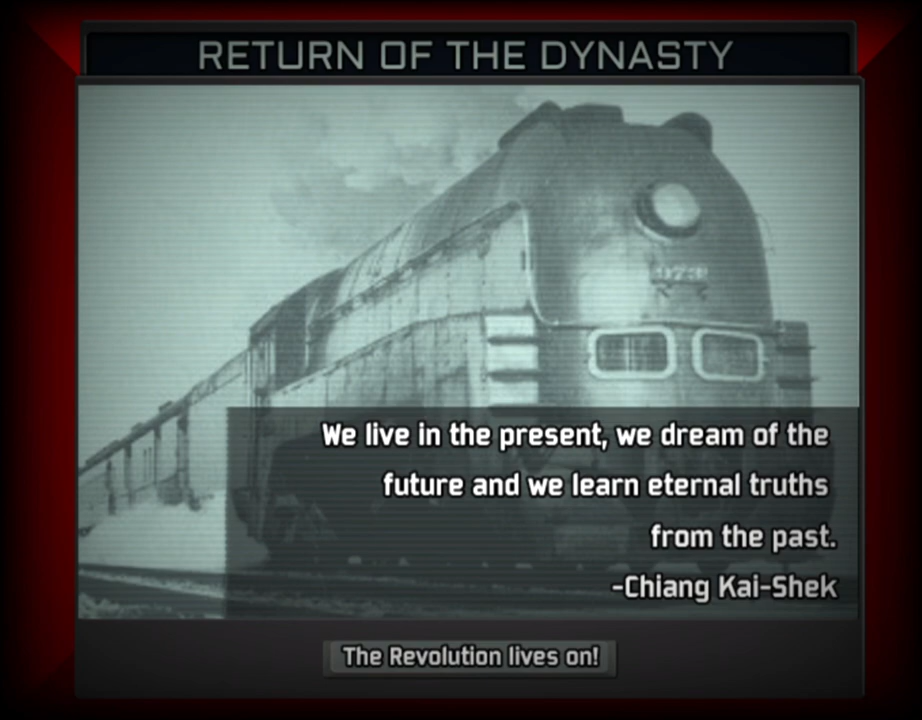 RETURN OF THE DYNASTY
We live in the present, we dream of the
future and we learn eternal truths
from the past.
-Chiang Kai-Shek
The Revolution lives on!